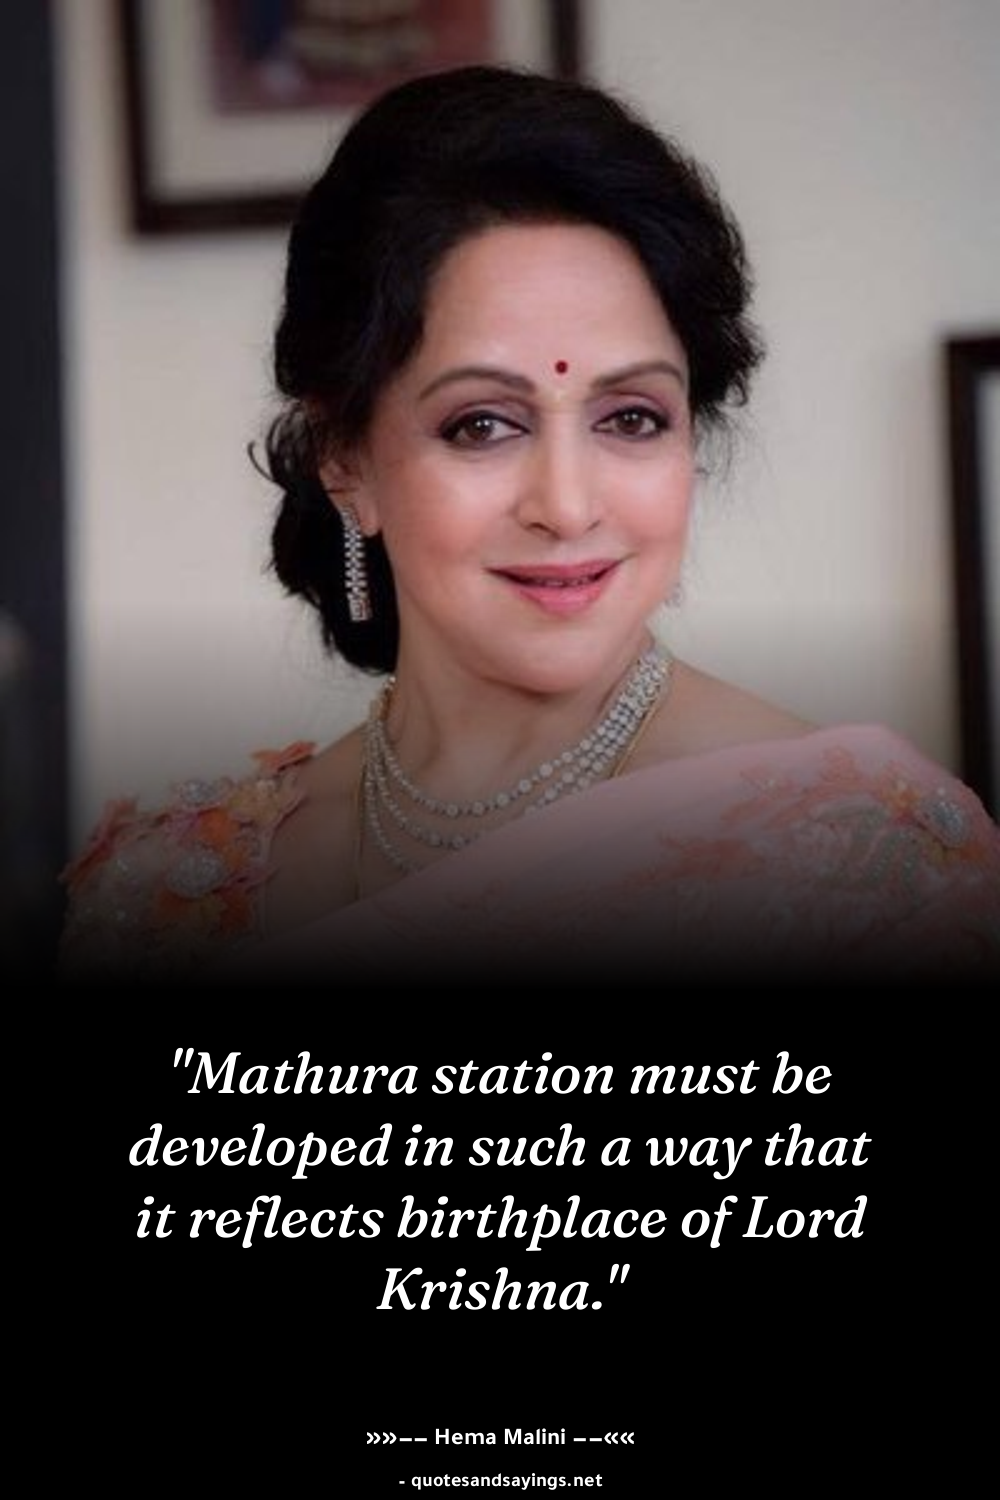 "Mathura station must be
developed in such a way that
it reflects birthplace of Lord
Krishna."
»»−− Hema Malini −−««
- quotesandsayings.net